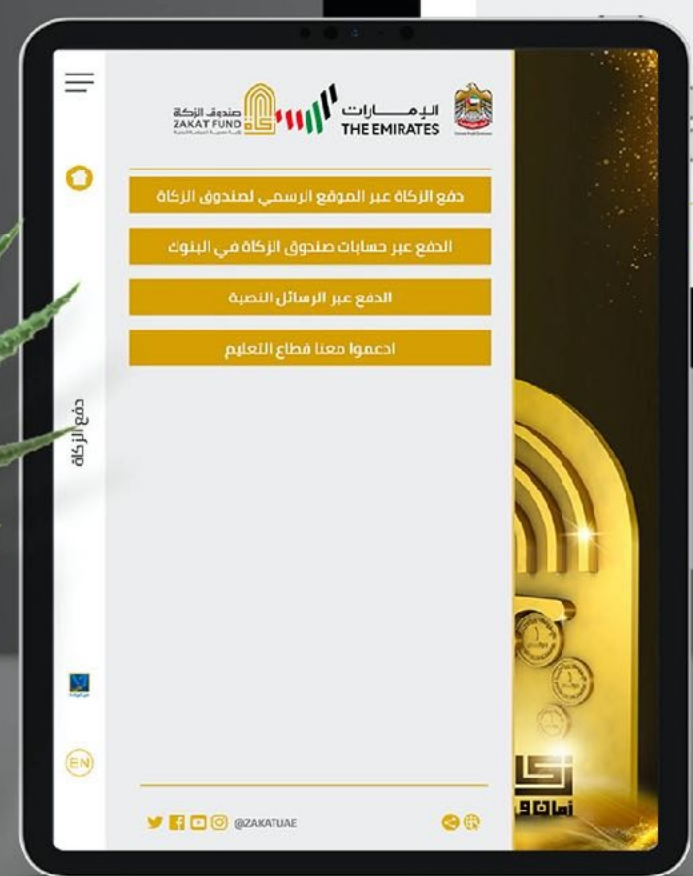 صندوق الزكاة
ZAKAT FUND
الإمارات
THE EMIRATES
دفع الزكاة عبر الموقع الرسمي لصندوق الزكاة
الدفع عبر حسابات صندوق الزكاة في البنوك
الدفع عبر الرسائل النصية
ادعموا معنا قطاع التعليم
دفع الزكاة
EN
@ZAKATUAE